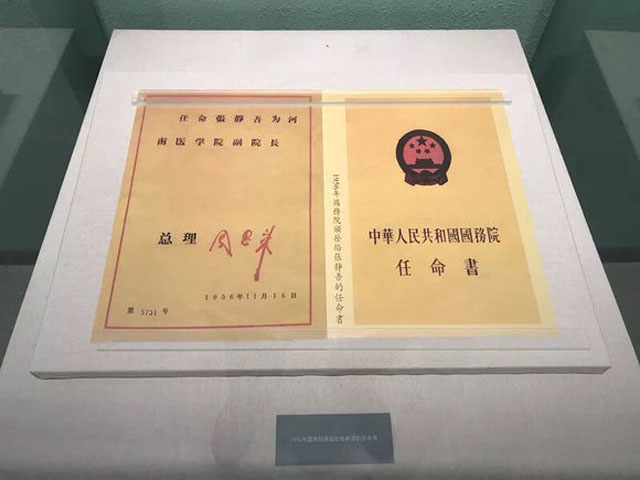 任命張靜吾为河
南医学院副院長
总理 周恩来
1956年11月16日
第 5731 号
1956年國務院頒發給張靜吾的任命書
中華人民共和國國務院
任命書